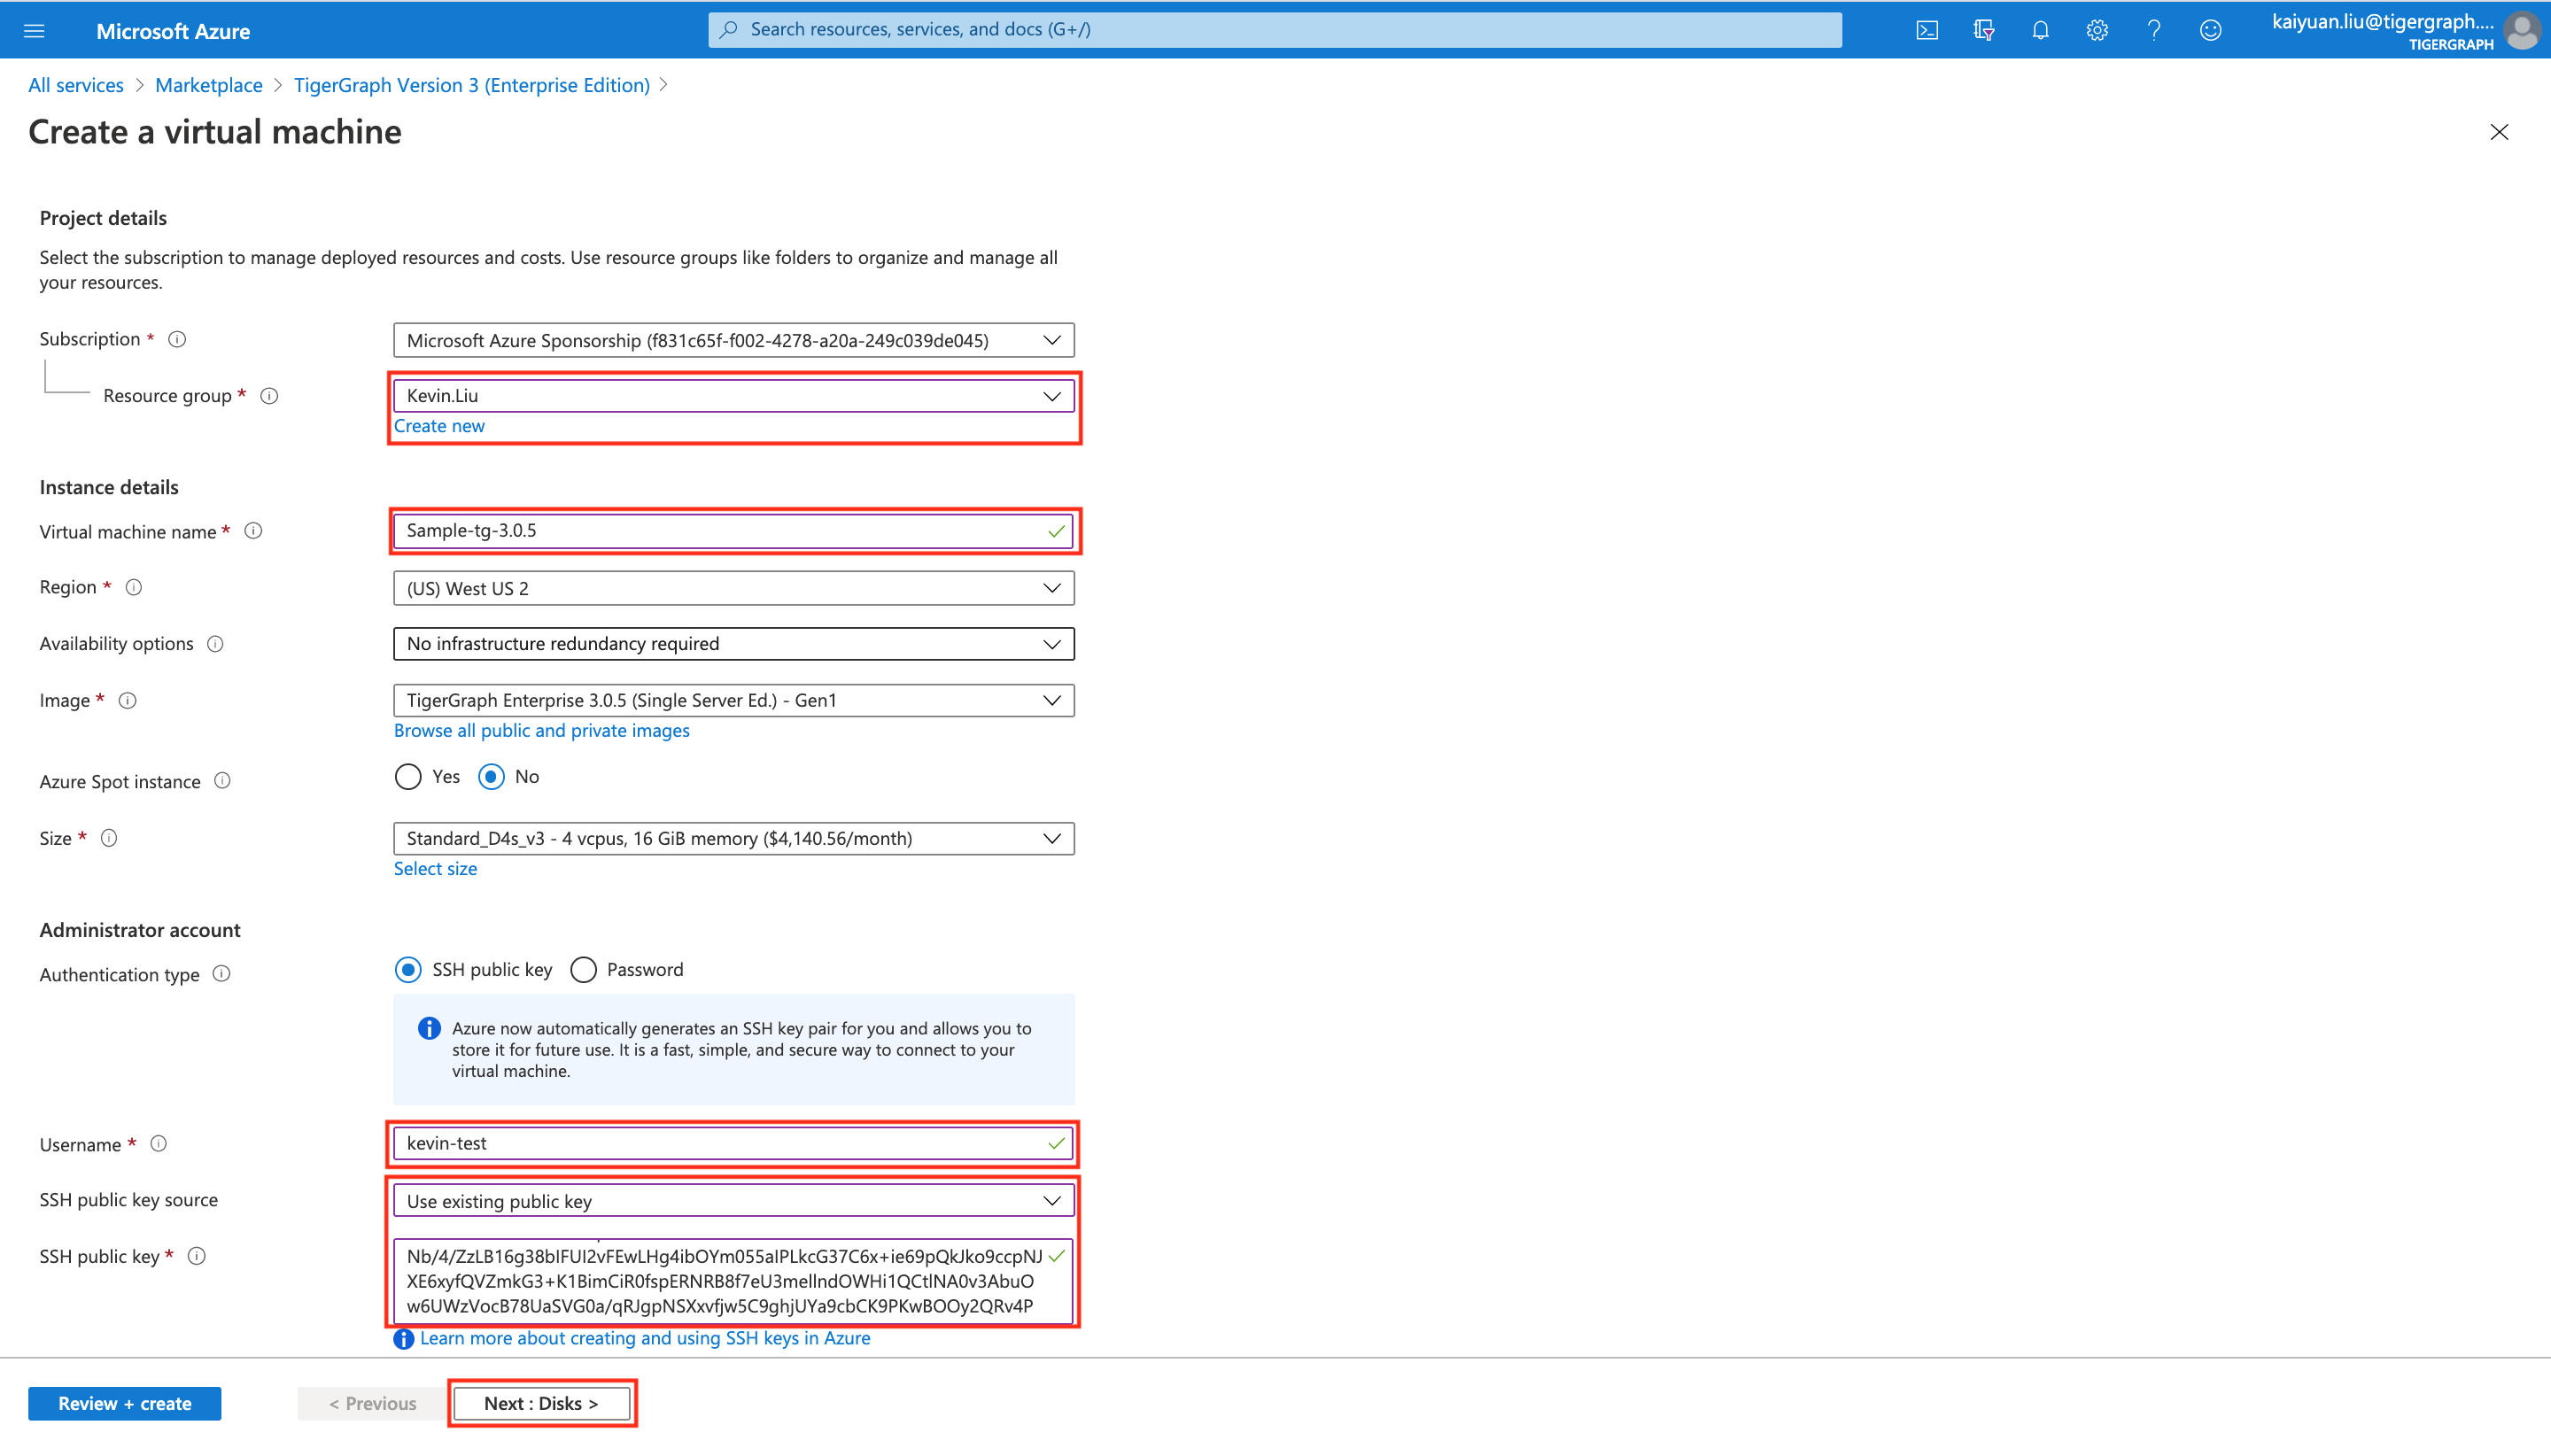 Microsoft Azure
Search resources, services, and docs (G+/)
kaiyuan.liu@tigergraph....
TIGERGRAPH
All services > Marketplace > TigerGraph Version 3 (Enterprise Edition) >
Create a virtual machine
Project details
Select the subscription to manage deployed resources and costs. Use resource groups like folders to organize and manage all
your resources.
Subscription *
Microsoft Azure Sponsorship (f831c65f-f002-4278-a20a-249c039de045)
Resource group *
Kevin.Liu
Create new
Instance details
Virtual machine name *
Sample-tg-3.0.5
Region *
(US) West US 2
Availability options
No infrastructure redundancy required
Image *
TigerGraph Enterprise 3.0.5 (Single Server Ed.) - Gen1
Browse all public and private images
Azure Spot instance
Yes No
Size *
Standard_D4s_v3 - 4 vcpus, 16 GiB memory ($4,140.56/month)
Select size
Administrator account
Authentication type
SSH public key Password
Azure now automatically generates an SSH key pair for you and allows you to
store it for future use. It is a fast, simple, and secure way to connect to your
virtual machine.
Username *
kevin-test
SSH public key source
Use existing public key
SSH public key *
Nb/4/ZzLB16g38bIFUI2vFEwLHg4ibOYm055aIPLkcG37C6x+ie69pQkJko9ccpNJ
XE6xyfQVZmkG3+K1BimCiR0fspERNRB8f7eU3mellndOWHi1QCtlNA0v3AbuO
w6UWzVocB78UaSVG0a/qRJgpNSXxvfjw5C9ghjUYa9cbCK9PKwBOOy2QRv4P
Learn more about creating and using SSH keys in Azure
Review + create
< Previous
Next : Disks >